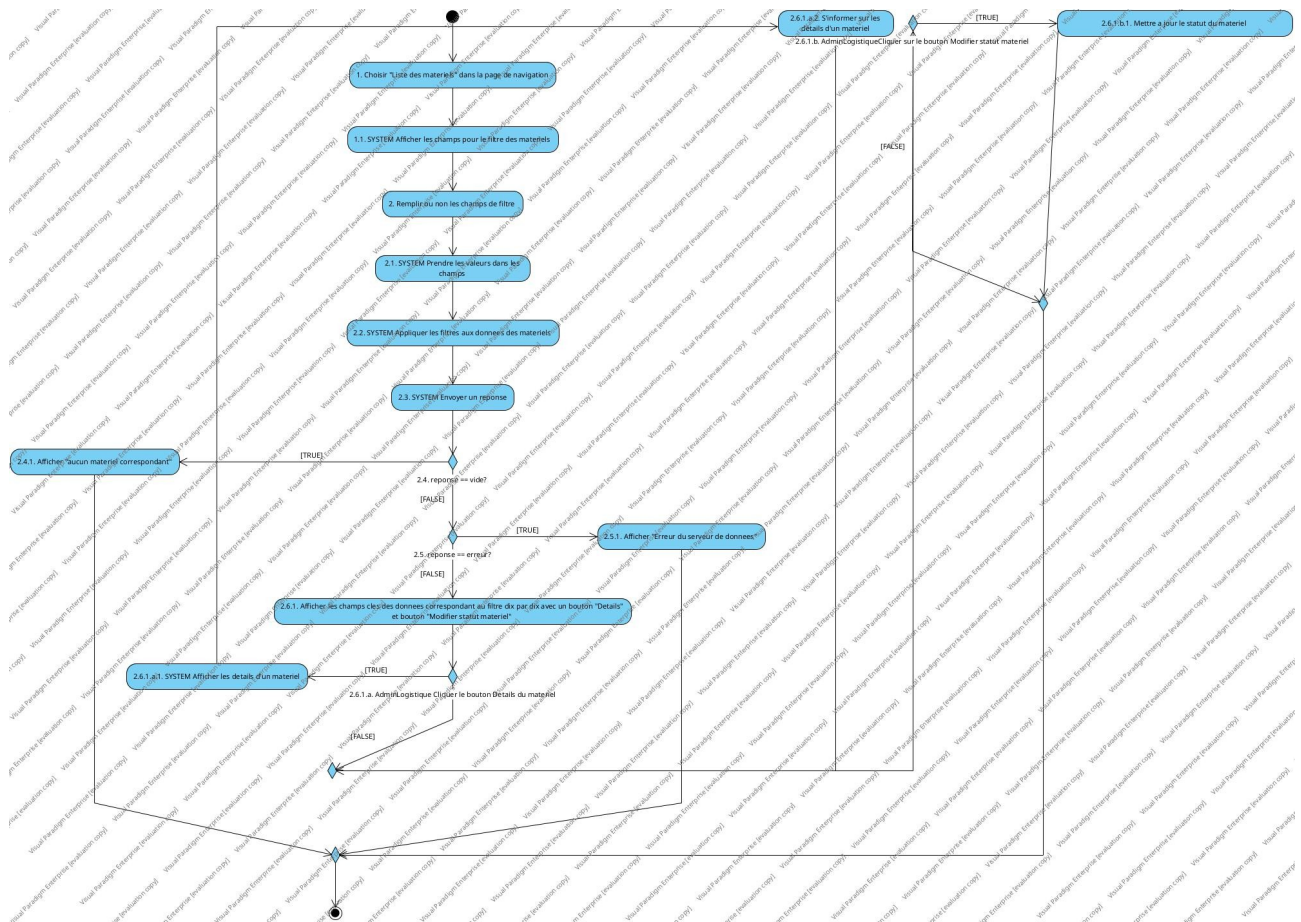 2.6.1.a.2. S'informer sur les
détails d'un materiel
[TRUE]
2.6.1.b.1. Mettre a jour le statut du materiel
2.6.1.b. AdminLogistiqueCliquer sur le bouton Modifier statut materiel
1. Choisir "Liste des materiels" dans la page de navigation
1.1. SYSTEM Afficher les champs pour le filtre des materiels
[FALSE]
2. Remplir ou non les champs de filtre
2.1. SYSTEM Prendre les valeurs dans les
champs
2.2. SYSTEM Appliquer les filtres aux donnees des materiels
2.3. SYSTEM Envoyer un reponse
2.4.1. Afficher "aucun materiel correspondant"
[TRUE]
2.4. reponse == vide?
[FALSE]
[TRUE]
2.5.1. Afficher "Erreur du serveur de donnees"
2.5. reponse == erreur?
[FALSE]
2.6.1. Afficher les champs cles des donnees correspondant au filtre dix par dix avec un bouton "Details"
et bouton "Modifier statut materiel"
2.6.1.a.1. SYSTEM Afficher les details d'un materiel
[TRUE]
2.6.1.a. AdminLogistique Cliquer le bouton Details du materiel
[FALSE]
Visual Paradigm Enterprise [evaluation copy]